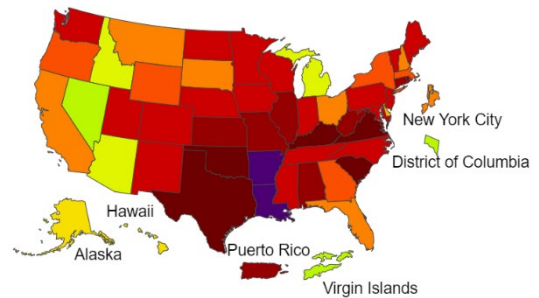 New York City
District of Columbia
Hawaii
Alaska
Puerto Rico
Virgin Islands